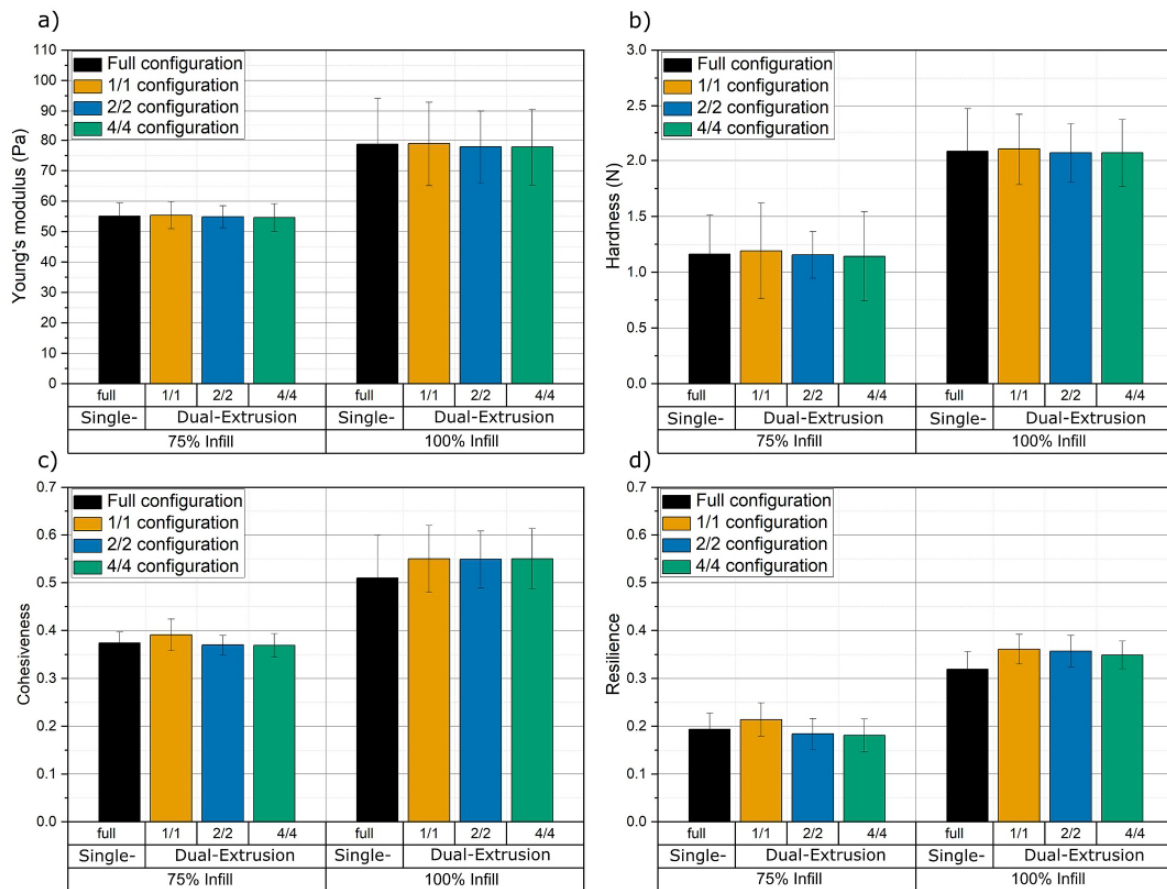 a)
Young's modulus (Pa)
110
100
90
80
70
60
50
40
30
20
10
0
Full configuration
1/1 configuration
2/2 configuration
4/4 configuration
full 1/1 2/2 4/4 full 1/1 2/2 4/4
Single- Dual-Extrusion Single- Dual-Extrusion
75% Infill 100% Infill
b)
Hardness (N)
3.0
2.5
2.0
1.5
1.0
0.5
0.0
Full configuration
1/1 configuration
2/2 configuration
4/4 configuration
full 1/1 2/2 4/4 full 1/1 2/2 4/4
Single- Dual-Extrusion Single- Dual-Extrusion
75% Infill 100% Infill
c)
Cohesiveness
0.7
0.6
0.5
0.4
0.3
0.2
0.1
0.0
Full configuration
1/1 configuration
2/2 configuration
4/4 configuration
full 1/1 2/2 4/4 full 1/1 2/2 4/4
Single- Dual-Extrusion Single- Dual-Extrusion
75% Infill 100% Infill
d)
Resilience
0.7
0.6
0.5
0.4
0.3
0.2
0.1
0.0
Full configuration
1/1 configuration
2/2 configuration
4/4 configuration
full 1/1 2/2 4/4 full 1/1 2/2 4/4
Single- Dual-Extrusion Single- Dual-Extrusion
75% Infill 100% Infill